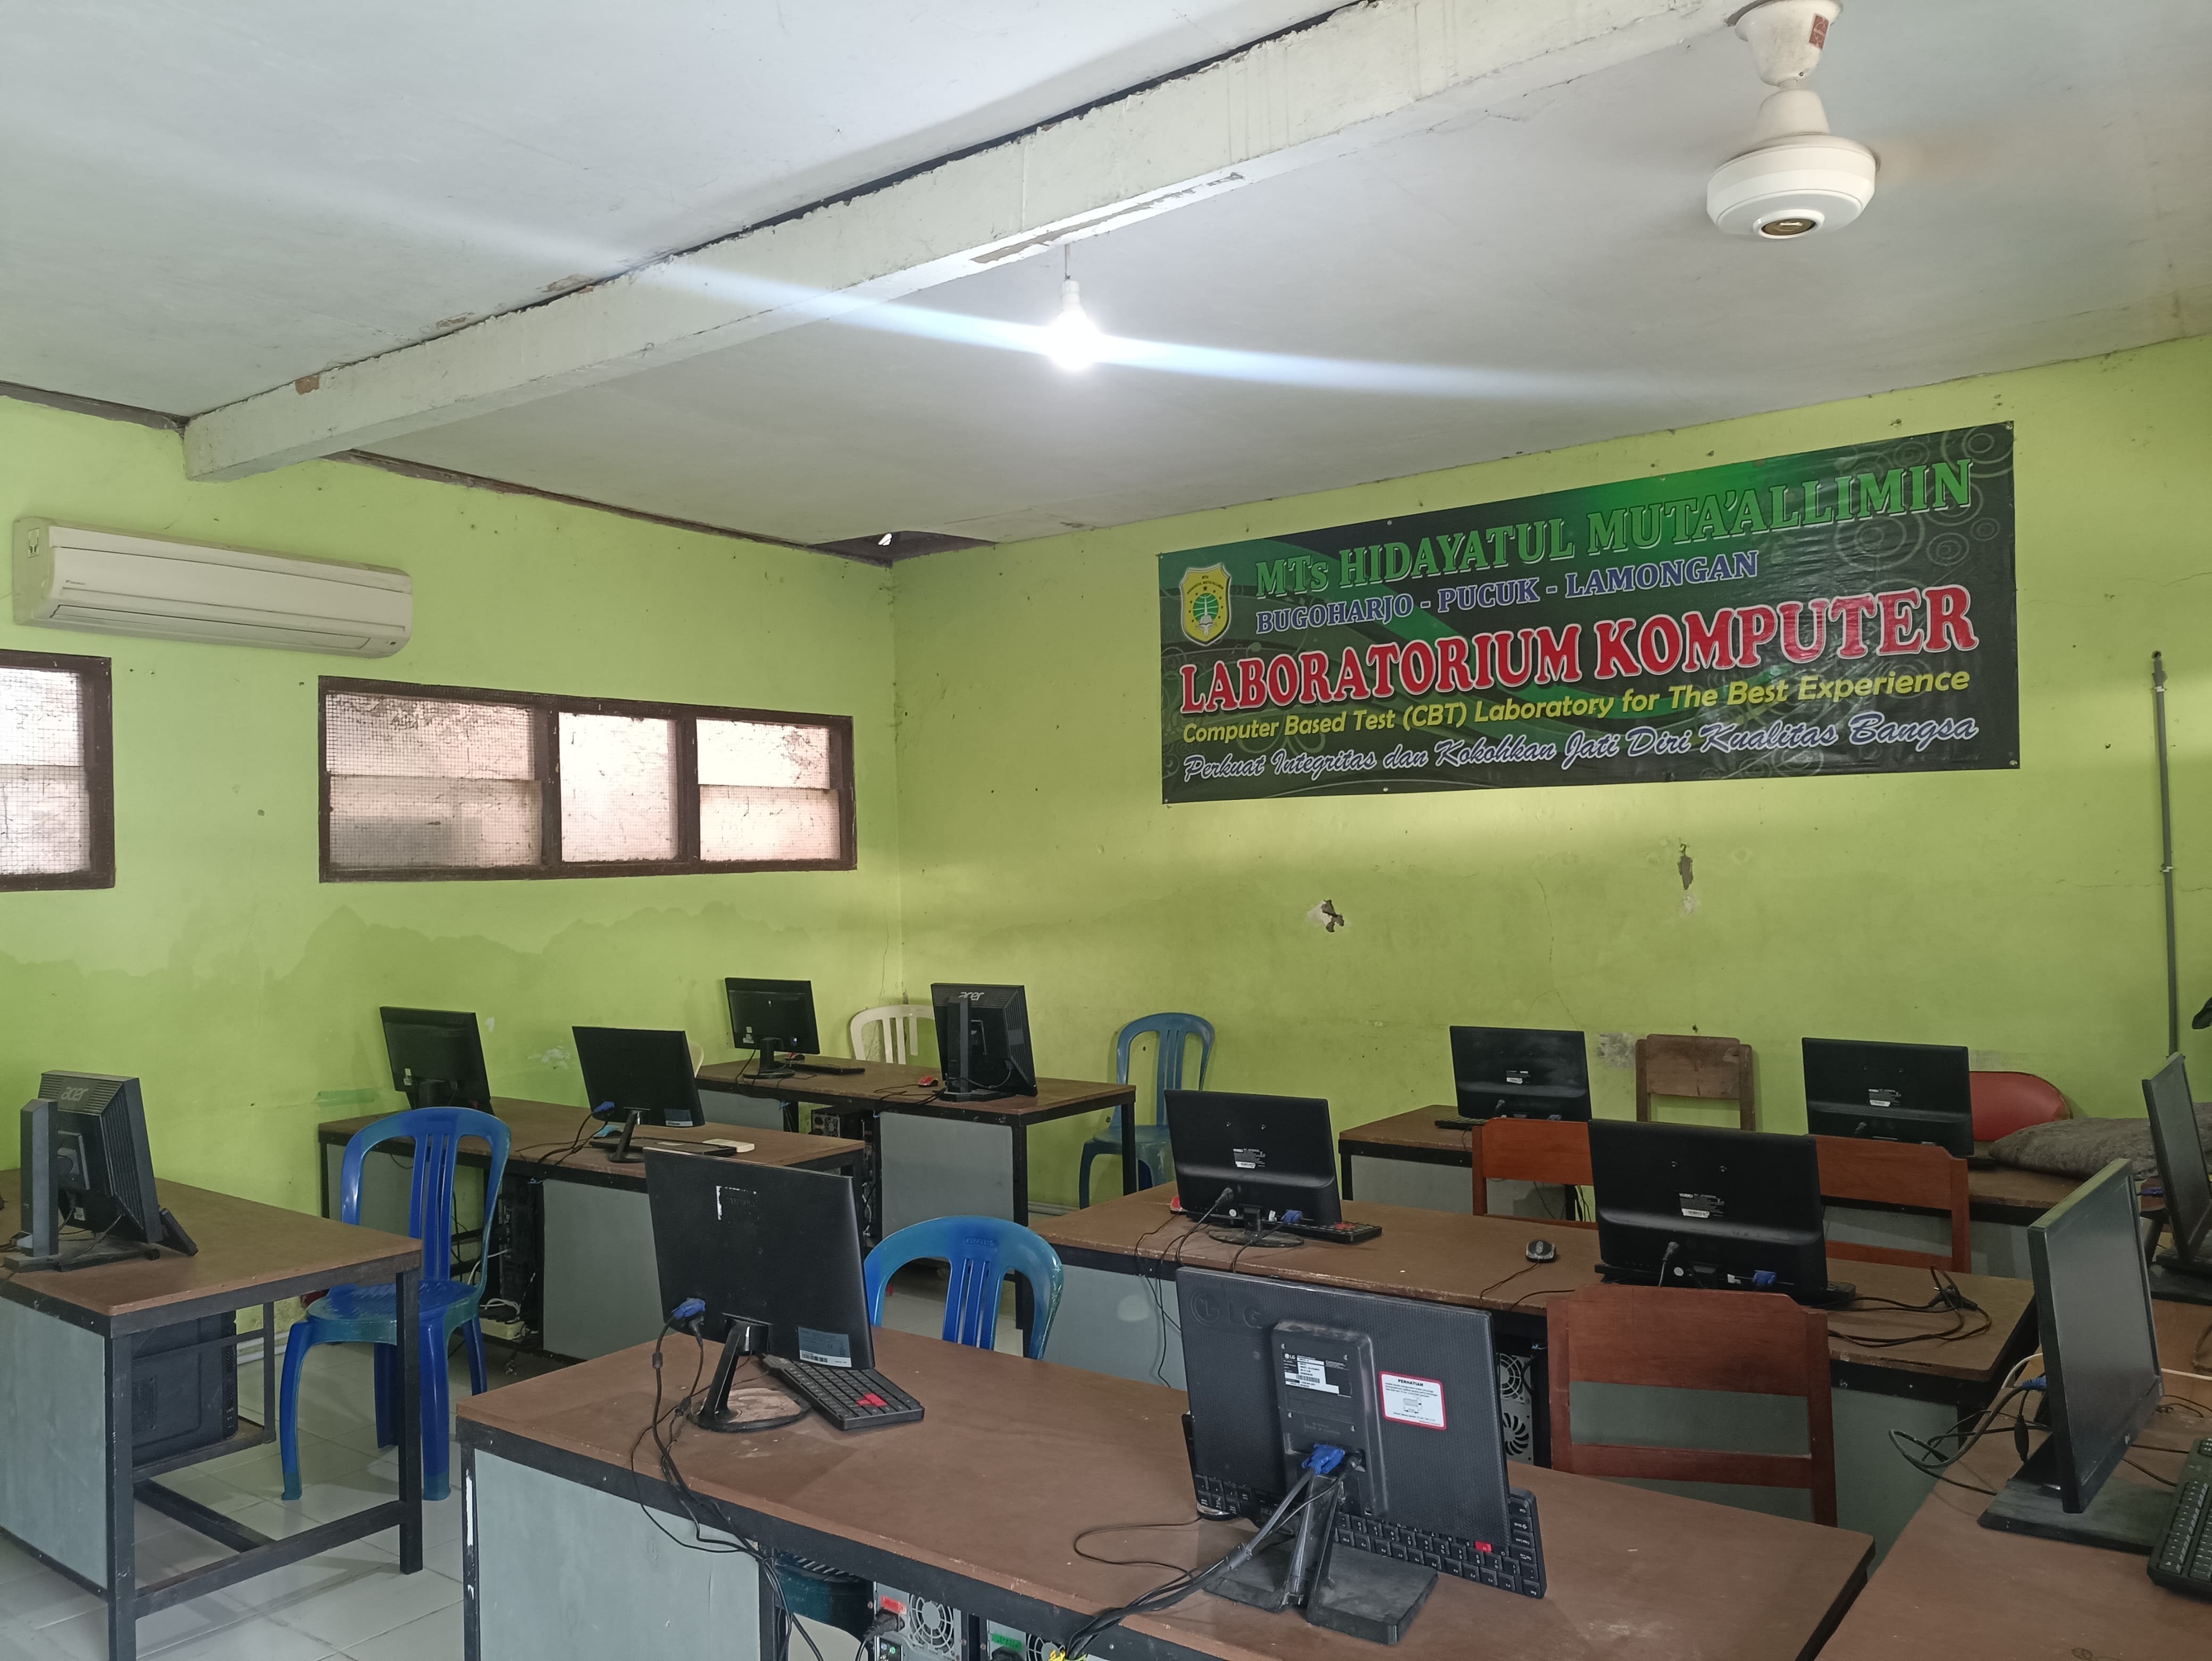 MTs HIDAYATUL MUTA'ALLIMIN
BUGOHARJO - PUCUK - LAMONGAN
LABORATORIUM KOMPUTER
Computer Based Test (CBT) Laboratory for The Best Experience
Perkuat Integritas dan Kokohkan Jati Diri Kualitas Bangsa
acer
acer
LG
LG
PERHATIAN